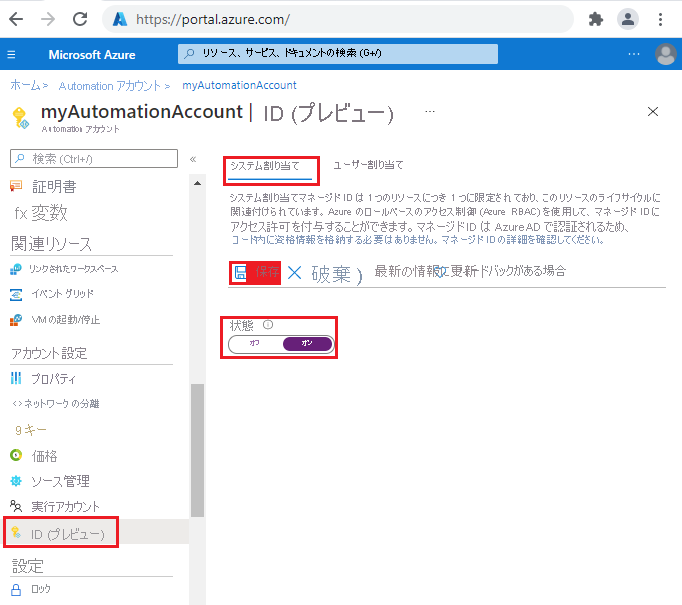 https://portal.azure.com/
Microsoft Azure
リソース、サービス、ドキュメントの検索 (G+/)
ホーム >
Automation アカウント >
myAutomationAccount
myAutomationAccount | ID (プレビュー)
Automation アカウント
検索 (Ctrl+/)
証明書
fx 変数
関連リソース
リンクされたワークスペース
イベント グリッド
VM の起動/停止
アカウント設定
プロパティ
ネットワークの分離
9 キー
価格
ソース管理
実行アカウント
ID (プレビュー)
設定
ロック
システム割り当て
ユーザー割り当て
システム割り当てマネージド ID は 1 つのリソースにつき 1 つに限定されており、このリソースのライフサイクルに
関連付けられています。Azure のロールベースのアクセス制御 (Azure RBAC) を使用して、マネージド ID に
アクセス許可を付与することができます。マネージド ID は Azure AD で認証されるため、
コード内に資格情報を格納する必要はありません。マネージド ID の詳細を確認してください。
保存
破棄 )
最新の情報に更新ドバックがある場合
状態
オフ
オン